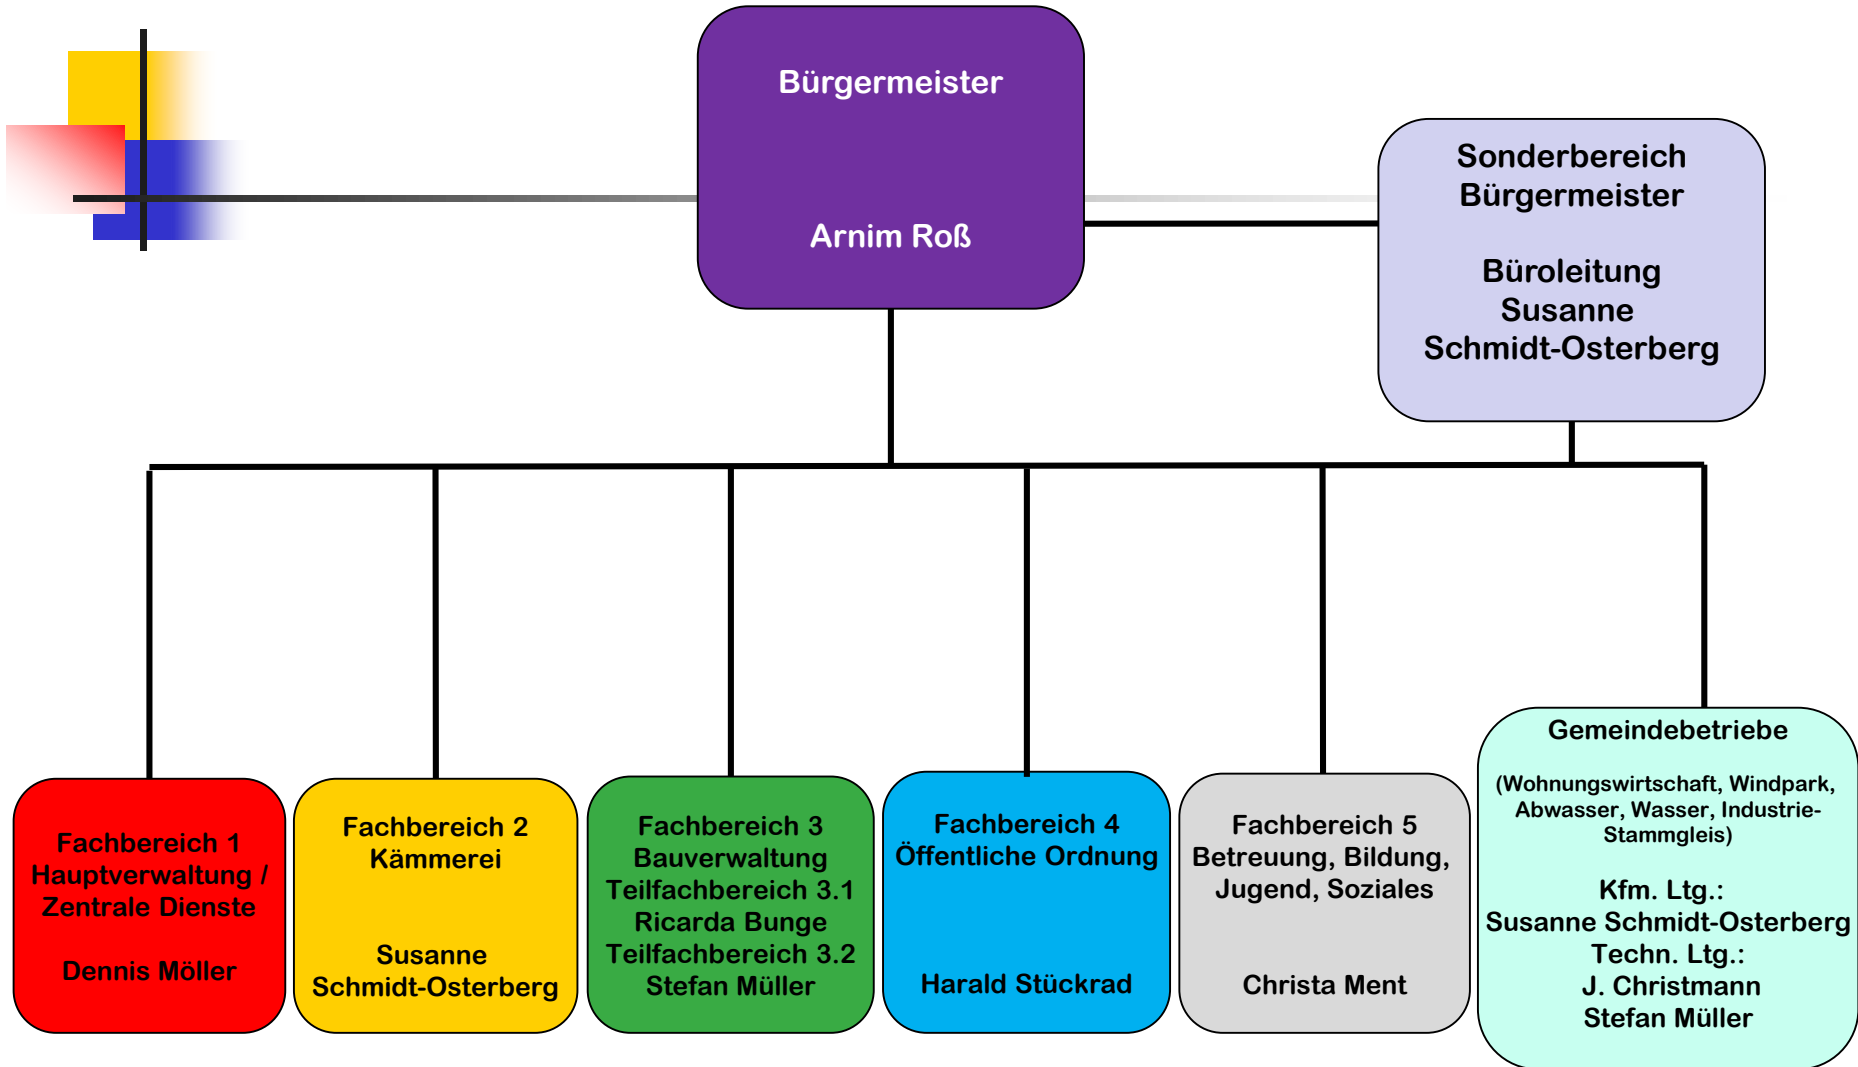 Bürgermeister
Arnim Roß
Sonderbereich
Bürgermeister
Büroleitung
Susanne
Schmidt-Osterberg
Fachbereich 1
Hauptverwaltung /
Zentrale Dienste
Dennis Möller
Fachbereich 2
Kämmerei
Susanne
Schmidt-Osterberg
Fachbereich 3
Bauverwaltung
Teilfachbereich 3.1
Ricarda Bunge
Teilfachbereich 3.2
Stefan Müller
Fachbereich 4
Öffentliche Ordnung
Harald Stückrad
Fachbereich 5
Betreuung, Bildung,
Jugend, Soziales
Christa Ment
Gemeindebetriebe
(Wohnungswirtschaft, Windpark,
Abwasser, Wasser, Industrie-
Stammgleis)
Kfm. Ltg.:
Susanne Schmidt-Osterberg
Techn. Ltg.:
J. Christmann
Stefan Müller